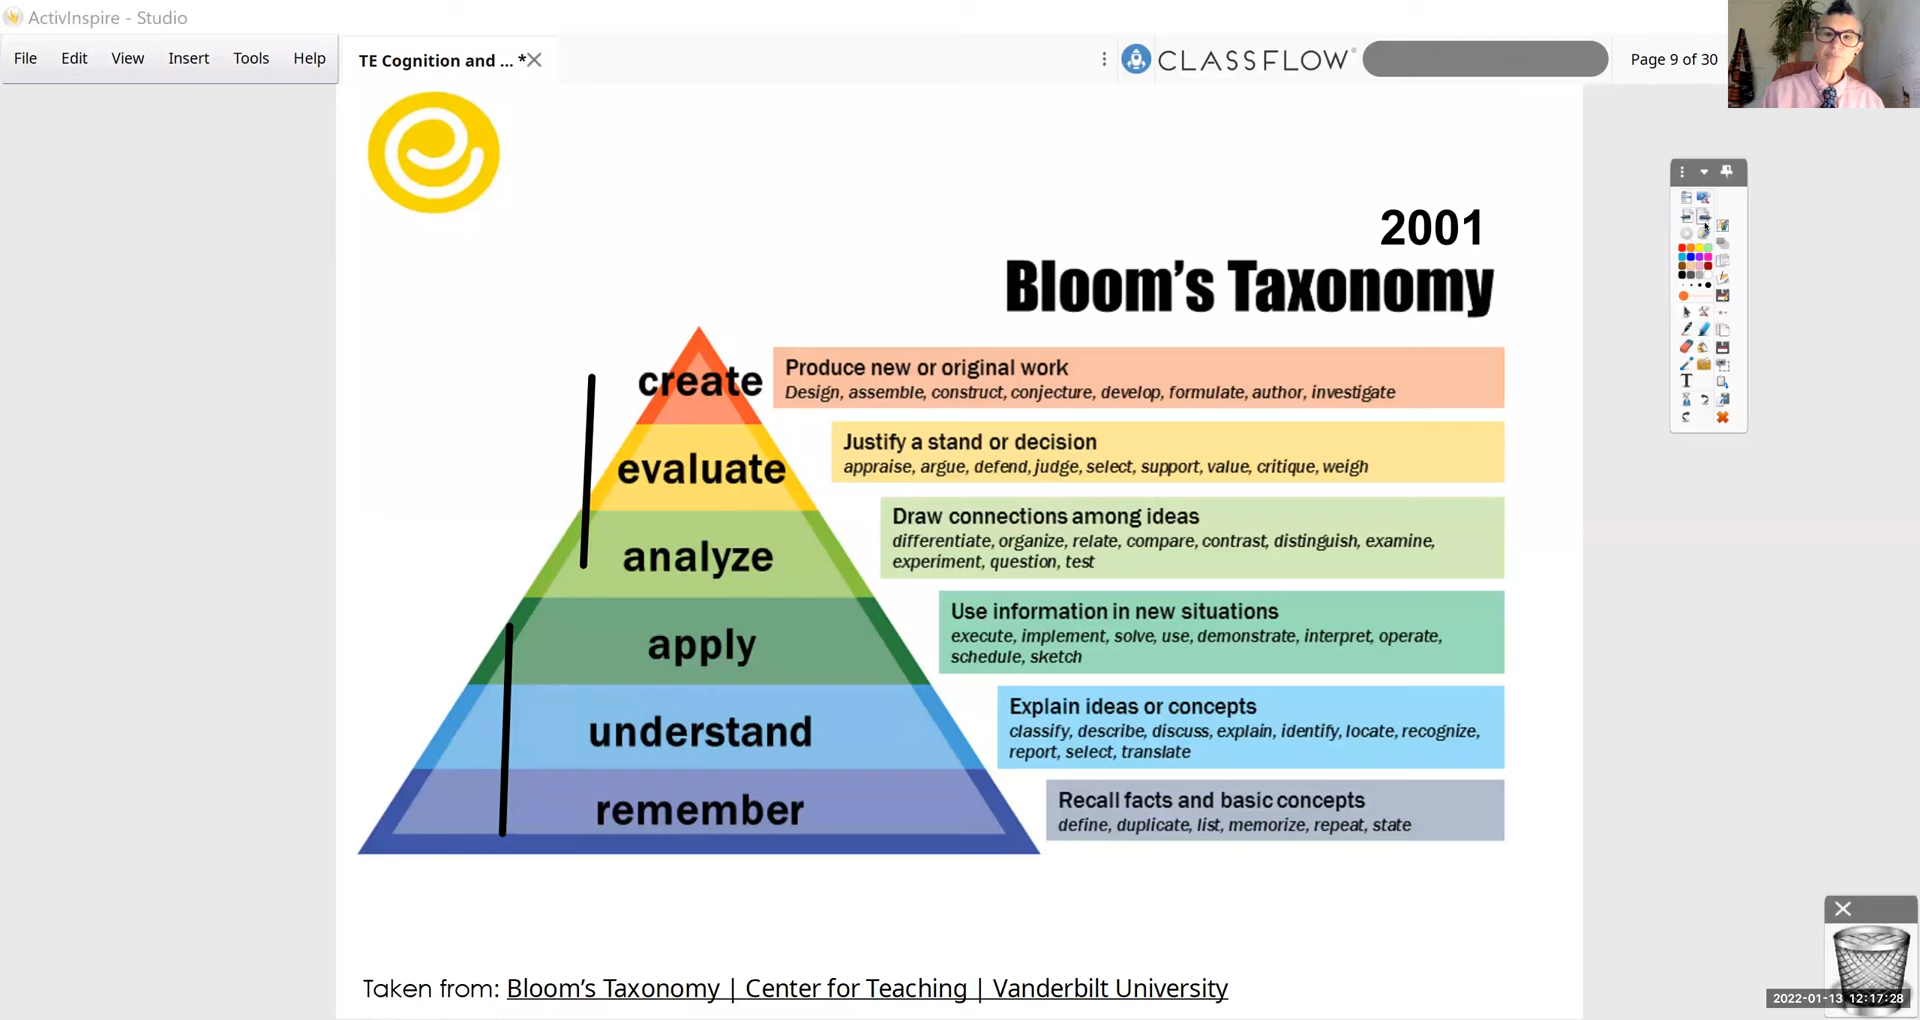 ActivInspire - Studio
File Edit View Insert Tools Help
TE Cognition and ... *
CLASSFLOW
Page 9 of 30
2001
Bloom's Taxonomy
create
Produce new or original work
Design, assemble, construct, conjecture, develop, formulate, author, investigate
evaluate
Justify a stand or decision
appraise, argue, defend, judge, select, support, value, critique, weigh
analyze
Draw connections among ideas
differentiate, organize, relate, compare, contrast, distinguish, examine,
experiment, question, test
apply
Use information in new situations
execute, implement, solve, use, demonstrate, interpret, operate,
schedule, sketch
understand
Explain ideas or concepts
classify, describe, discuss, explain, identify, locate, recognize,
report, select, translate
remember
Recall facts and basic concepts
define, duplicate, list, memorize, repeat, state
Taken from: Bloom's Taxonomy | Center for Teaching | Vanderbilt University
2022-01-13 12:17:28